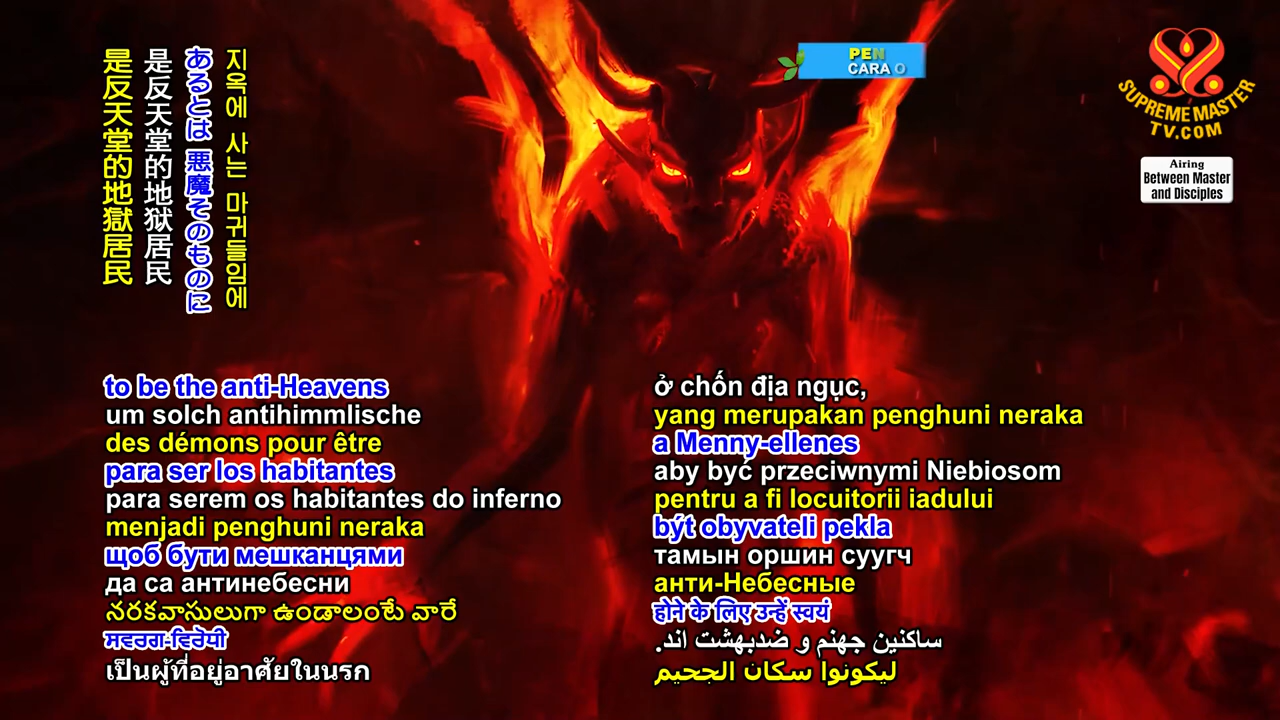 是反天堂的地獄居民
是反天堂的地獄居民
あるとは 悪魔そのものに
지옥에 사는 마귀들임에
PEN
CARA O
SUPREME MASTER
TV.COM
Airing
Between Master
and Disciples
to be the anti-Heavens
um solch antihimmlische
des démons pour être
para ser los habitantes
para serem os habitantes do inferno
menjadi penghuni neraka
щоб бути мешканцями
да са антинебесни
నరకవాసులుగా ఉండాలంటే వారే
ਸਵਰਗ-ਵਿਰੋਧੀ
เป็นผู้ที่อยู่อาศัยในนรก
ở chốn địa ngục,
yang merupakan penghuni neraka
a Menny-ellenes
aby być przeciwnymi Niebiosom
pentru a fi locuitorii iadului
být obyvateli pekla
тамын оршин суугч
анти-Небесные
होने के लिए उन्हें स्वयं
ساکنین جهنم و ضدبهشت اند.
ليكونوا سكان الجحيم